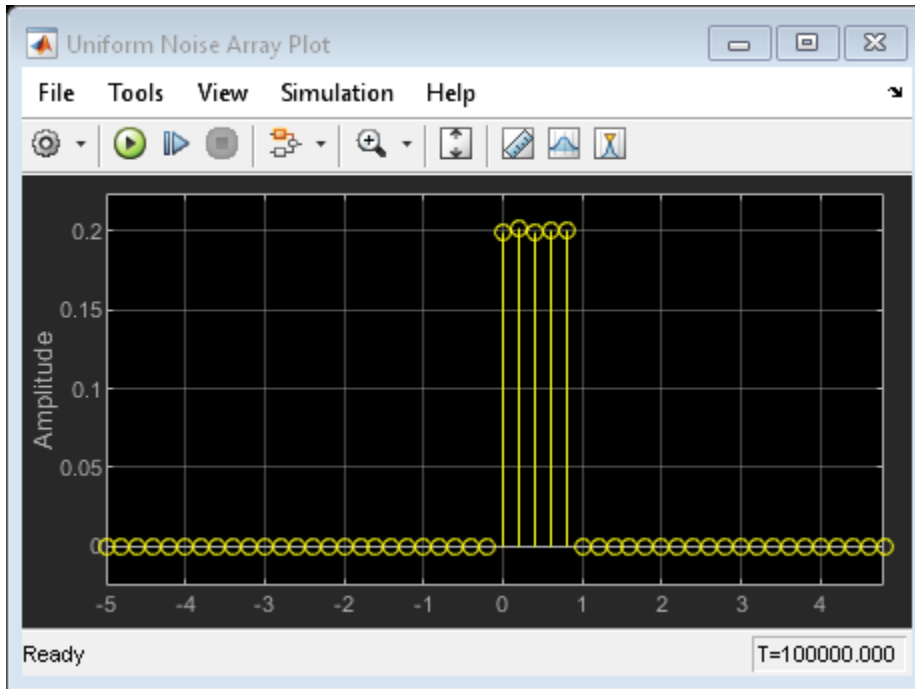 Uniform Noise Array Plot
File Tools View Simulation Help
0.2
0.15
0.1
0.05
0
Amplitude
-5 -4 -3 -2 -1 0 1 2 3 4
Ready T=100000.000